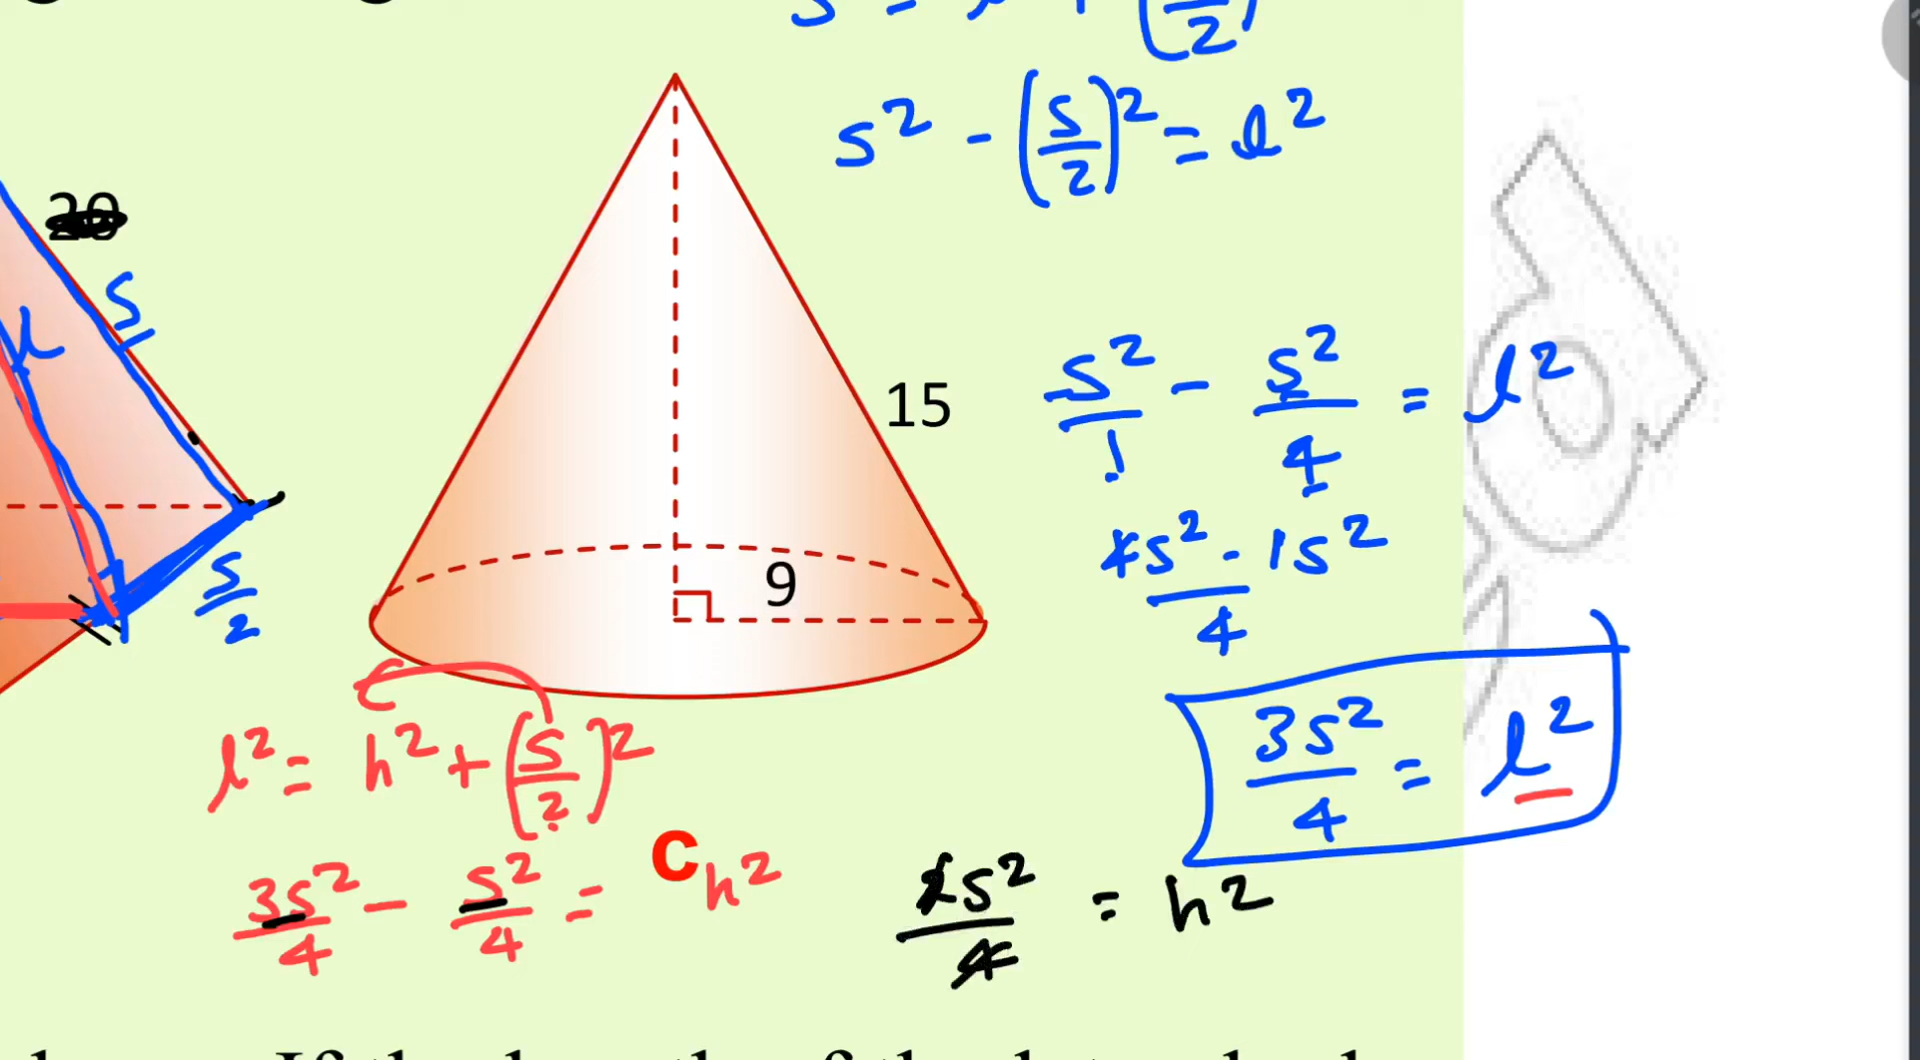 s² - (s/2)² = l²
s
l
15
s²/1 - s²/4 = l²
4s² - 1s²/4
9
s/2
3s²/4 = l²
l² = h² + (s/2)²
C
3s²/4 - s²/4 = h²
2s²/4 = h²